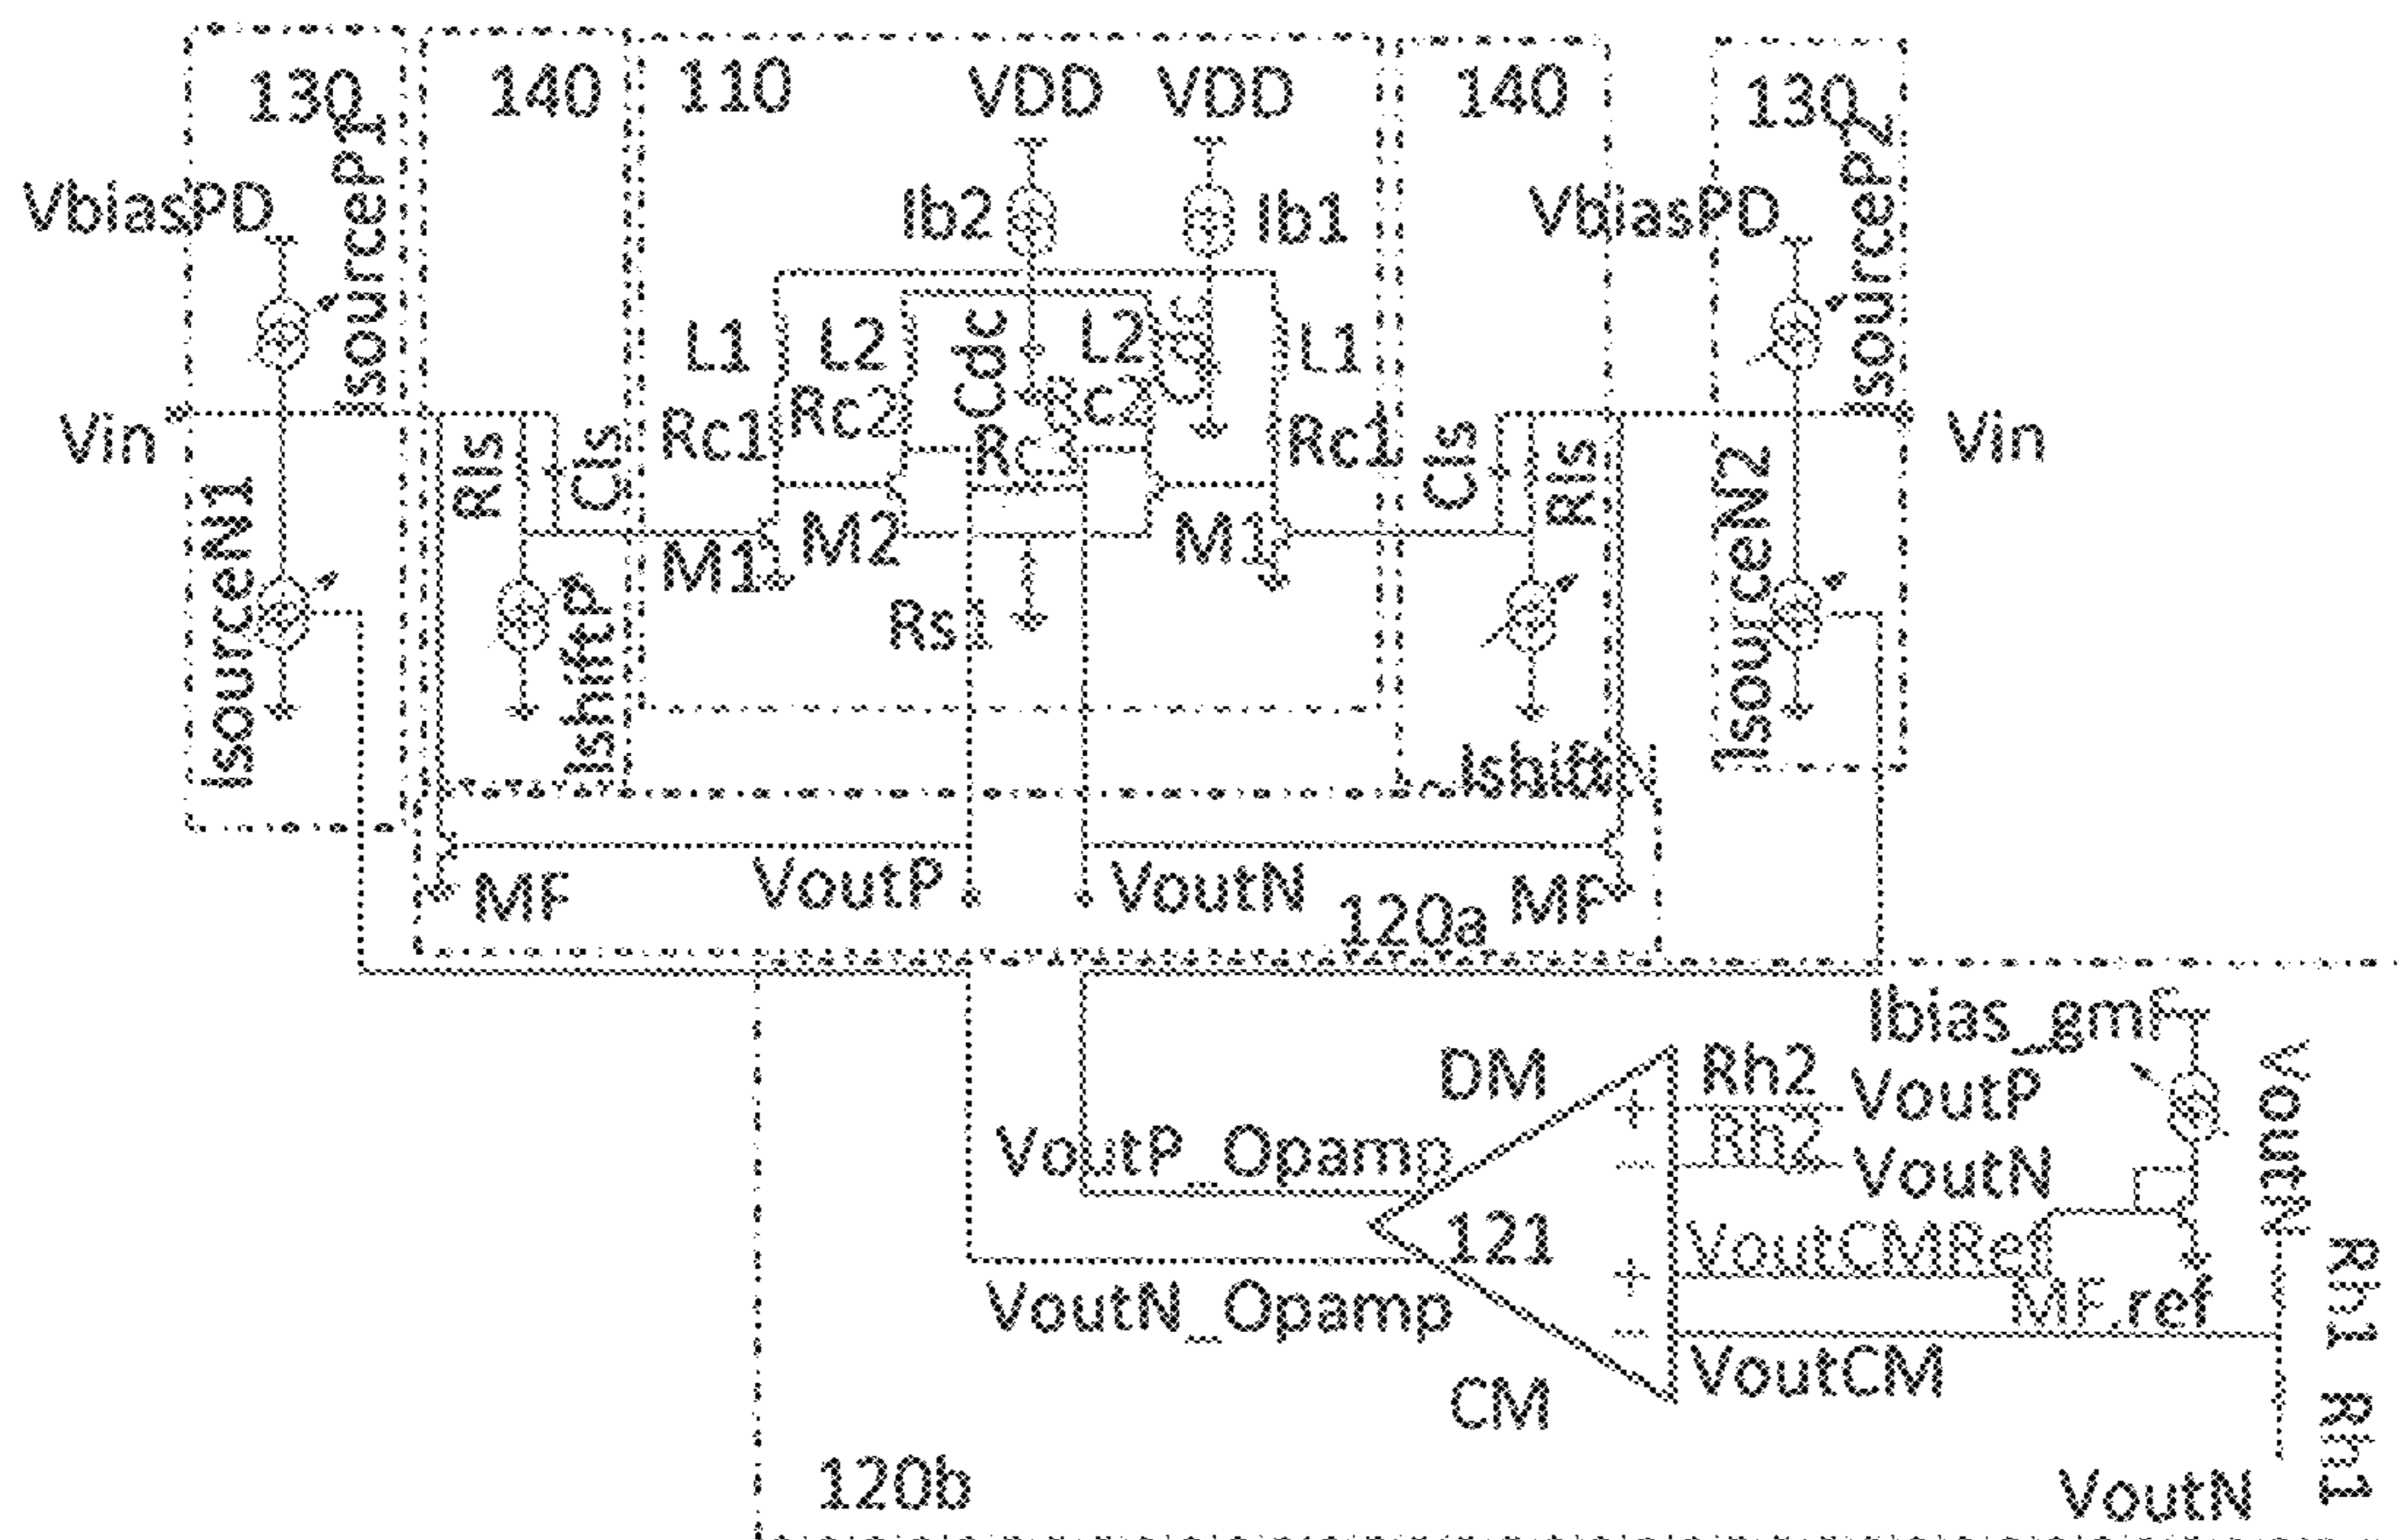 130
140
110
VDD
VDD
140
130
IsourceP1
IsourceP2
VbiasPD
Ib2
Ib1
VbiasPD
L1
L2
Cdc
L2
Cdc
L1
Vin
Rls
Cls
Rc1
Rc2
Rc3
Rc2
Rc1
Cls
Rls
Vin
IsourceN1
M1
M2
M1
IsourceN2
Rs1
IshiftP
IshiftN
MF
VoutP
VoutN
120a
MF
Ibias_gmF
DM
Rh2
VoutP
VoutN
VoutP_Opamp
Rh2
VoutN
121
VoutCMRef
MF.ref
Rh1
VoutN_Opamp
VoutCM
CM
Rh1
120b
VoutN